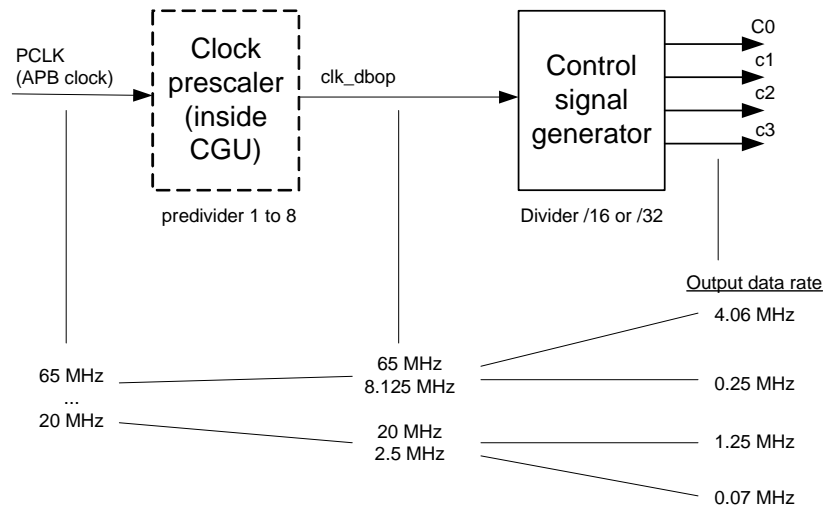 PCLK
(APB clock)
Clock
prescaler
(inside
CGU)
predivider 1 to 8
clk_dbop
Control
signal
generator
Divider /16 or /32
C0
c1
c2
c3
Output data rate
65 MHz
...
20 MHz
65 MHz
8.125 MHz
20 MHz
2.5 MHz
4.06 MHz
0.25 MHz
1.25 MHz
0.07 MHz